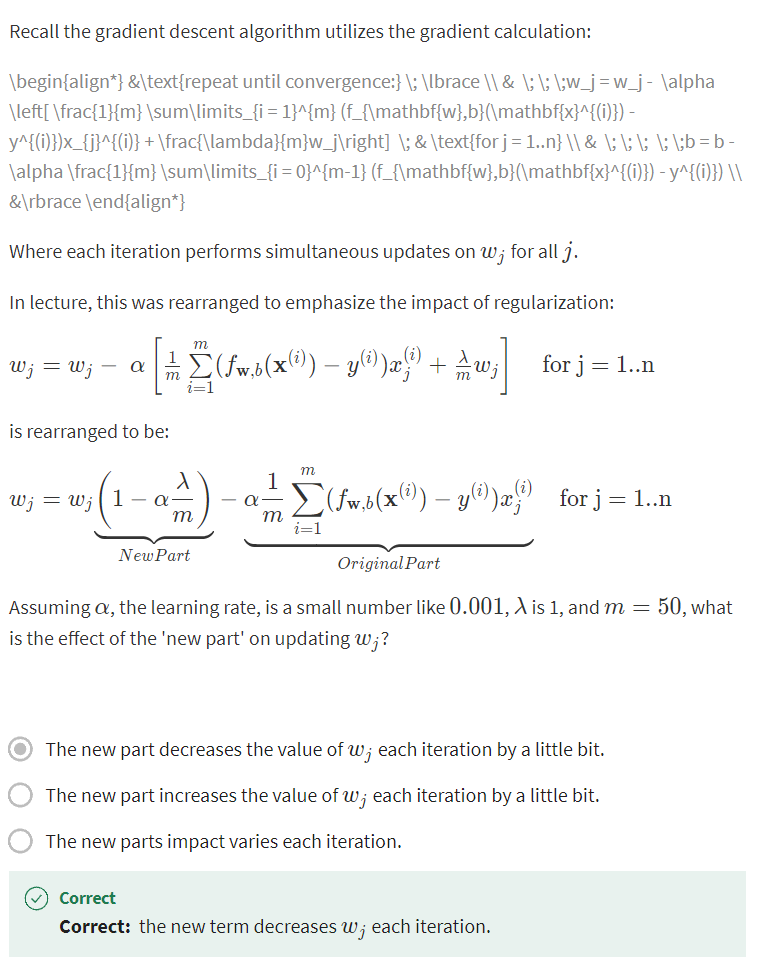 Recall the gradient descent algorithm utilizes the gradient calculation:
\begin{align*} &\text{repeat until convergence:} \; \lbrace \\ & \; \; \;w_j = w_j -  \alpha
\left[ \frac{1}{m} \sum\limits_{i = 1}^{m} (f_{\mathbf{w},b}(\mathbf{x}^{(i)}) -
y^{(i)})x_{j}^{(i)} + \frac{\lambda}{m}w_j\right]  \; & \text{for j = 1..n} \\ & \; \; \;  \; \;b = b -
\alpha \frac{1}{m} \sum\limits_{i = 0}^{m-1} (f_{\mathbf{w},b}(\mathbf{x}^{(i)}) - y^{(i)}) \\
&\rbrace \end{align*}
Where each iteration performs simultaneous updates on w_j for all j.
In lecture, this was rearranged to emphasize the impact of regularization:
w_j = w_j − α [ 1/m ∑_{i=1}^{m} (f_{w,b}(x^{(i)}) − y^{(i)})x_j^{(i)} + λ/m w_j ] for j = 1..n
is rearranged to be:
w_j = w_j (1 − α λ/m) − α 1/m ∑_{i=1}^{m} (f_{w,b}(x^{(i)}) − y^{(i)})x_j^{(i)} for j = 1..n
NewPart
OriginalPart
Assuming α, the learning rate, is a small number like 0.001, λ is 1, and m = 50, what
is the effect of the 'new part' on updating w_j?
The new part decreases the value of w_j each iteration by a little bit.
The new part increases the value of w_j each iteration by a little bit.
The new parts impact varies each iteration.
Correct
Correct: the new term decreases w_j each iteration.